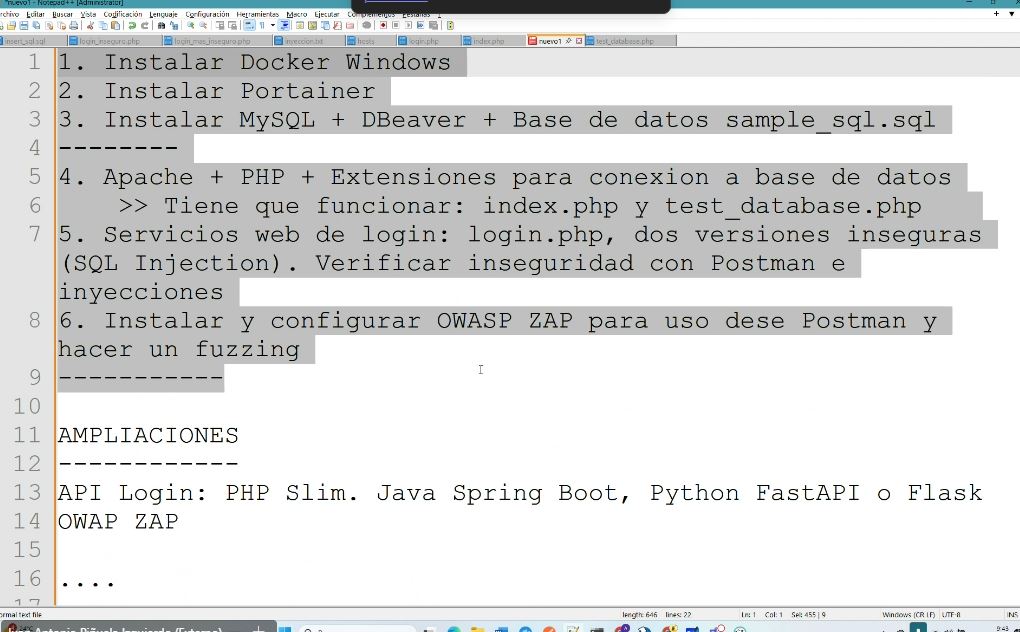 *nuevo1 - Notepad++ [Administrador]
Archivo Editar Buscar Vista Codificación Lenguaje Configuración Herramientas Macro Ejecutar Complementos Pestañas
insert_sql.sql login_inseguro.php login_mas_inseguro.php inyeccion.txt hosts login.php index.php nuevo1 test_database.php
1 1. Instalar Docker Windows
2 2. Instalar Portainer
3 3. Instalar MySQL + DBeaver + Base de datos sample_sql.sql
4 --------
5 4. Apache + PHP + Extensiones para conexion a base de datos
6 >> Tiene que funcionar: index.php y test_database.php
7 5. Servicios web de login: login.php, dos versiones inseguras
(SQL Injection). Verificar inseguridad con Postman e
inyecciones
8 6. Instalar y configurar OWASP ZAP para uso dese Postman y
hacer un fuzzing
9 -----------
10
11 AMPLIACIONES
12 ------------
13 API Login: PHP Slim. Java Spring Boot, Python FastAPI o Flask
14 OWAP ZAP
15
16 ....
17
normal text file length: 646 lines: 22 Ln: 1 Col: 1 Sel: 455 | 9 Windows (CR LF) UTF-8 INS
Antonio Piñuela Izquierdo (Externo)
9:43